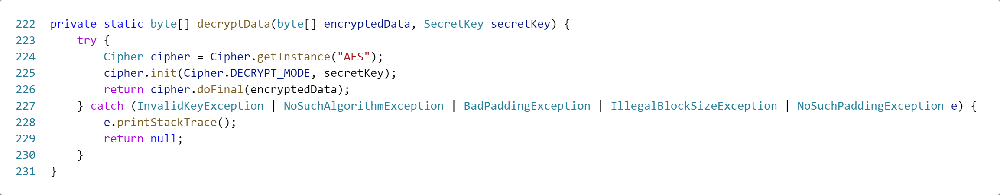 222 private static byte[] decryptData(byte[] encryptedData, SecretKey secretKey) {
223     try {
224         Cipher cipher = Cipher.getInstance("AES");
225         cipher.init(Cipher.DECRYPT_MODE, secretKey);
226         return cipher.doFinal(encryptedData);
227     } catch (InvalidKeyException | NoSuchAlgorithmException | BadPaddingException | IllegalBlockSizeException | NoSuchPaddingException e) {
228         e.printStackTrace();
229         return null;
230     }
231 }